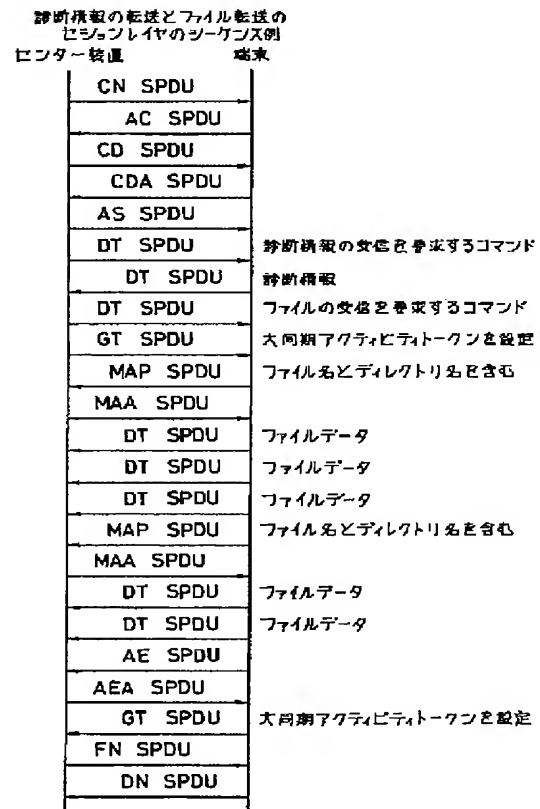 診断情報の転送とファイル転送の
セションレイヤのシーケンス例
センター装置 端末
CN SPDU
AC SPDU
CD SPDU
CDA SPDU
AS SPDU
DT SPDU 診断情報の受信を要求するコマンド
DT SPDU 診断情報
DT SPDU ファイルの受信を要求するコマンド
GT SPDU 大同期アクティビティトークンを設定
MAP SPDU ファイル名とディレクトリ名を含む
MAA SPDU
DT SPDU ファイルデータ
DT SPDU ファイルデータ
DT SPDU ファイルデータ
MAP SPDU ファイル名とディレクトリ名を含む
MAA SPDU
DT SPDU ファイルデータ
DT SPDU ファイルデータ
AE SPDU
AEA SPDU
GT SPDU 大同期アクティビティトークンを設定
FN SPDU
DN SPDU